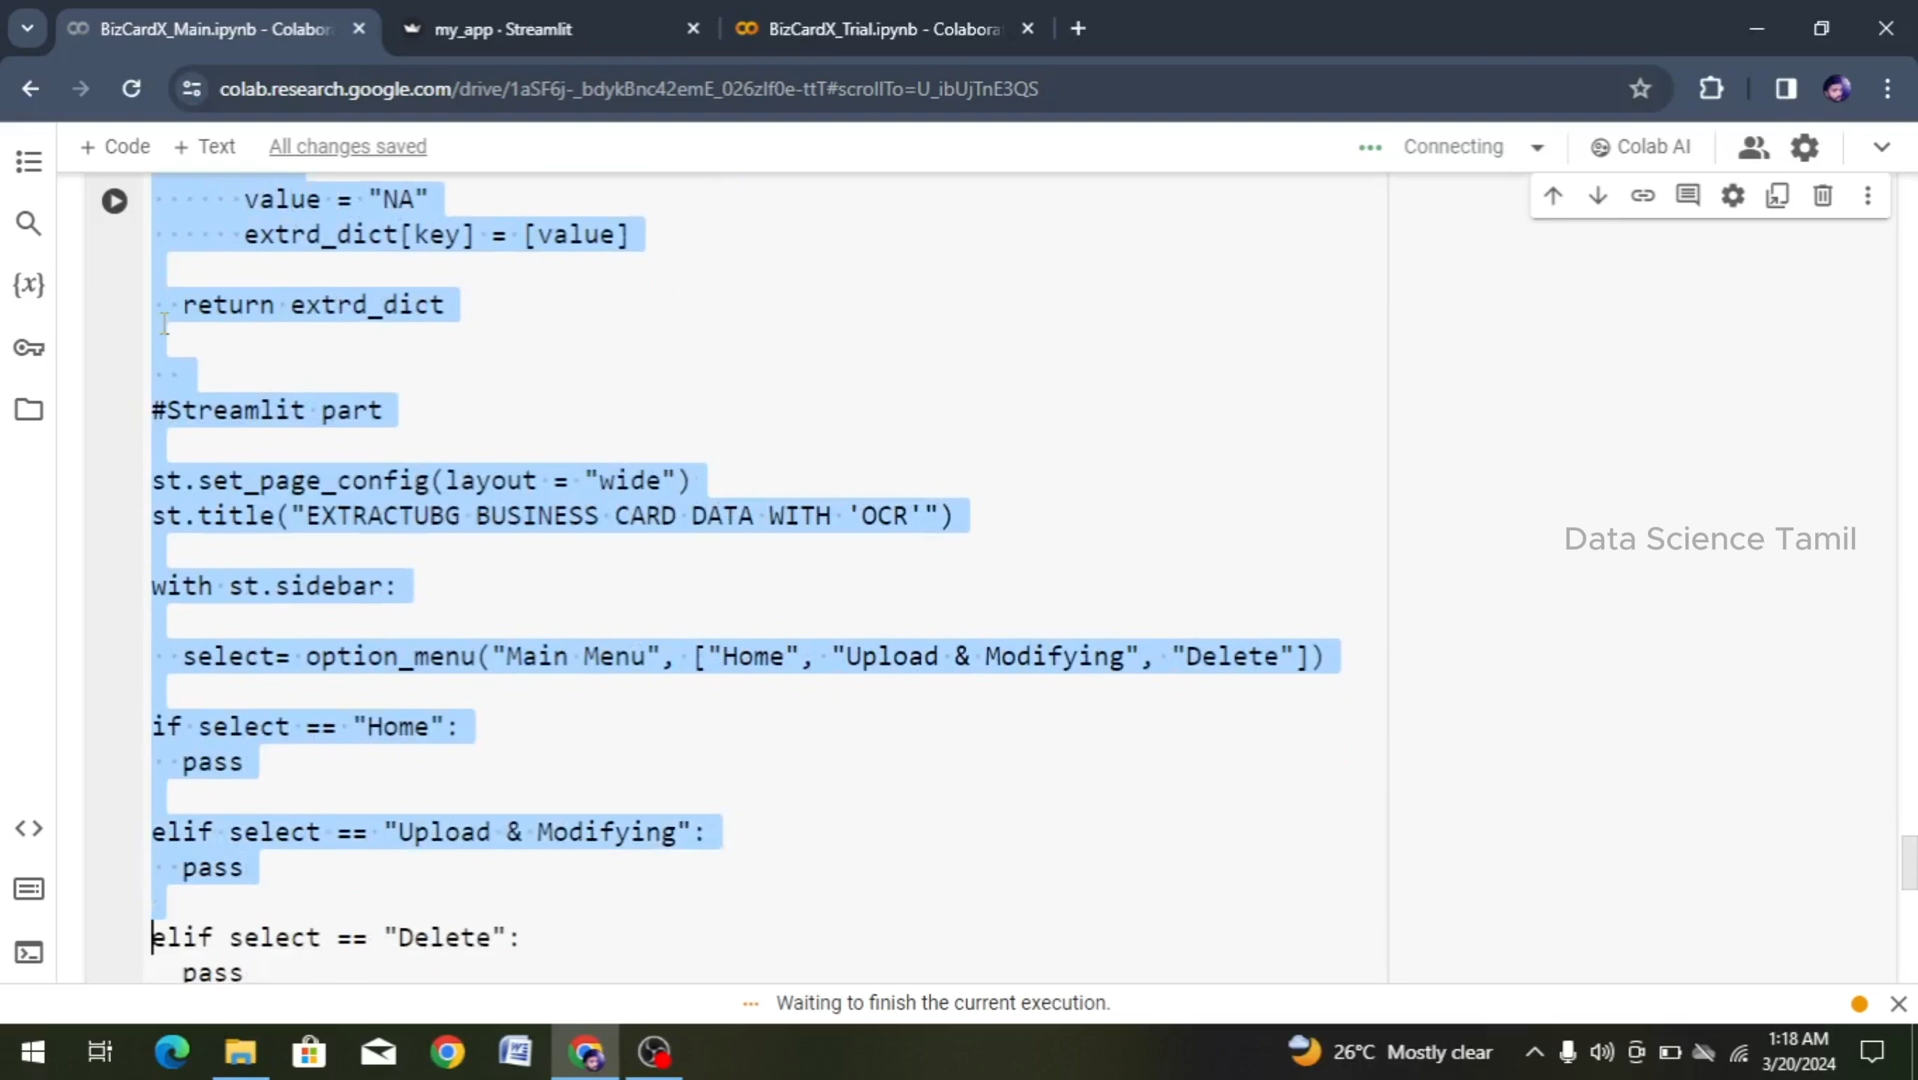 BizCardX_Main.ipynb - Colabor
my_app - Streamlit
BizCardX_Trial.ipynb - Colabora
colab.research.google.com/drive/1aSF6j-_bdykBnc42emE_026zIf0e-ttT#scrollTo=U_ibUjTnE3QS
+ Code + Text All changes saved
Connecting
Colab AI
value = "NA"
extrd_dict[key] = [value]
return extrd_dict
#Streamlit part
st.set_page_config(layout = "wide")
st.title("EXTRACTUBG BUSINESS CARD DATA WITH 'OCR'")
Data Science Tamil
with st.sidebar:
select= option_menu("Main Menu", ["Home", "Upload & Modifying", "Delete"])
if select == "Home":
pass
elif select == "Upload & Modifying":
pass
elif select == "Delete":
pass
Waiting to finish the current execution.
26°C Mostly clear
1:18 AM
3/20/2024